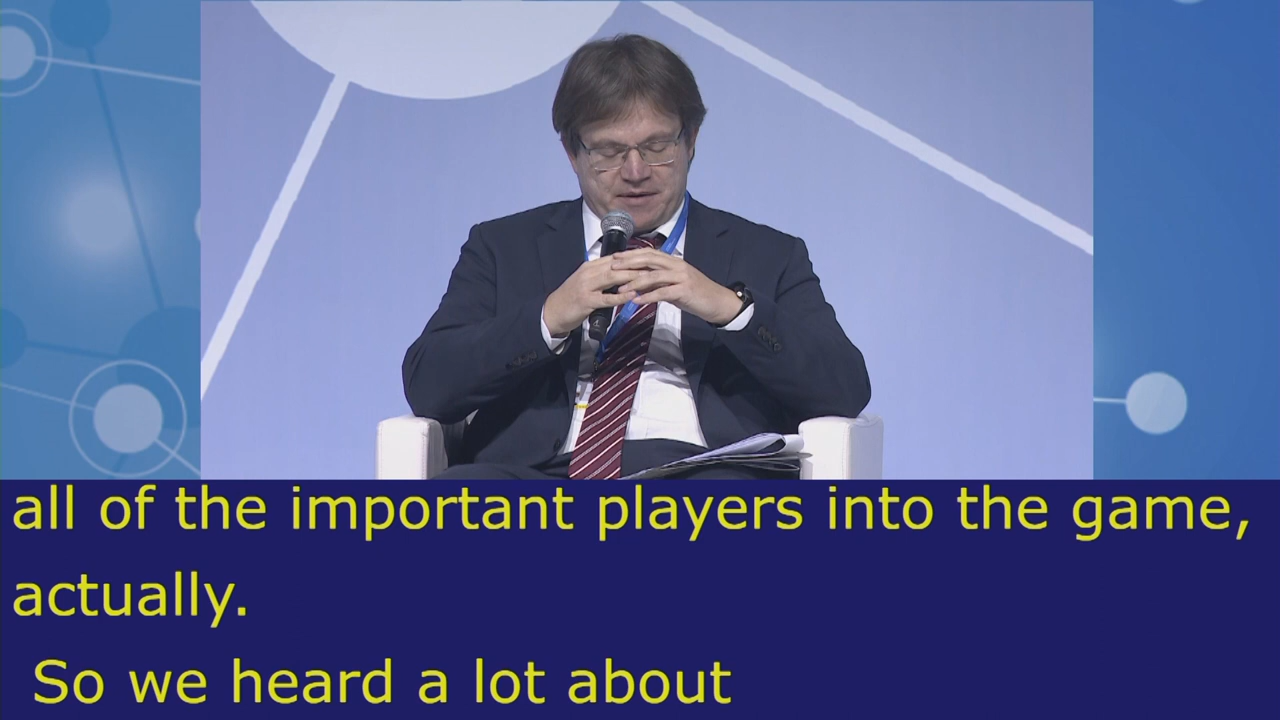 all of the important players into the game,
actually.
So we heard a lot about